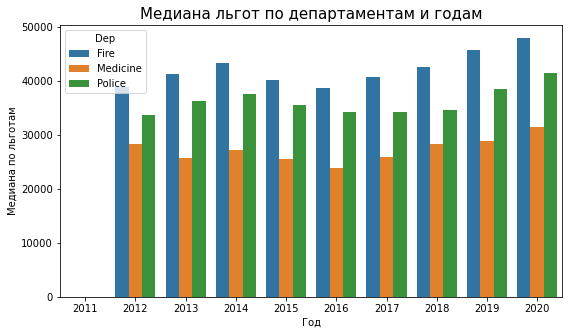 Медиана льгот по департаментам и годам
Медиана по льготам
50000
40000
30000
20000
10000
0
Dep
Fire
Medicine
Police
2011 2012 2013 2014 2015 2016 2017 2018 2019 2020
Год